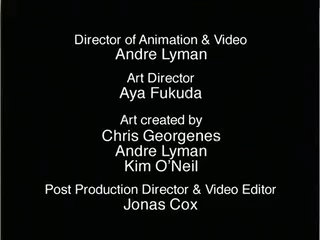 Director of Animation & Video
Andre Lyman
Art Director
Aya Fukuda
Art created by
Chris Georgenes
Andre Lyman
Kim O'Neil
Post Production Director & Video Editor
Jonas Cox